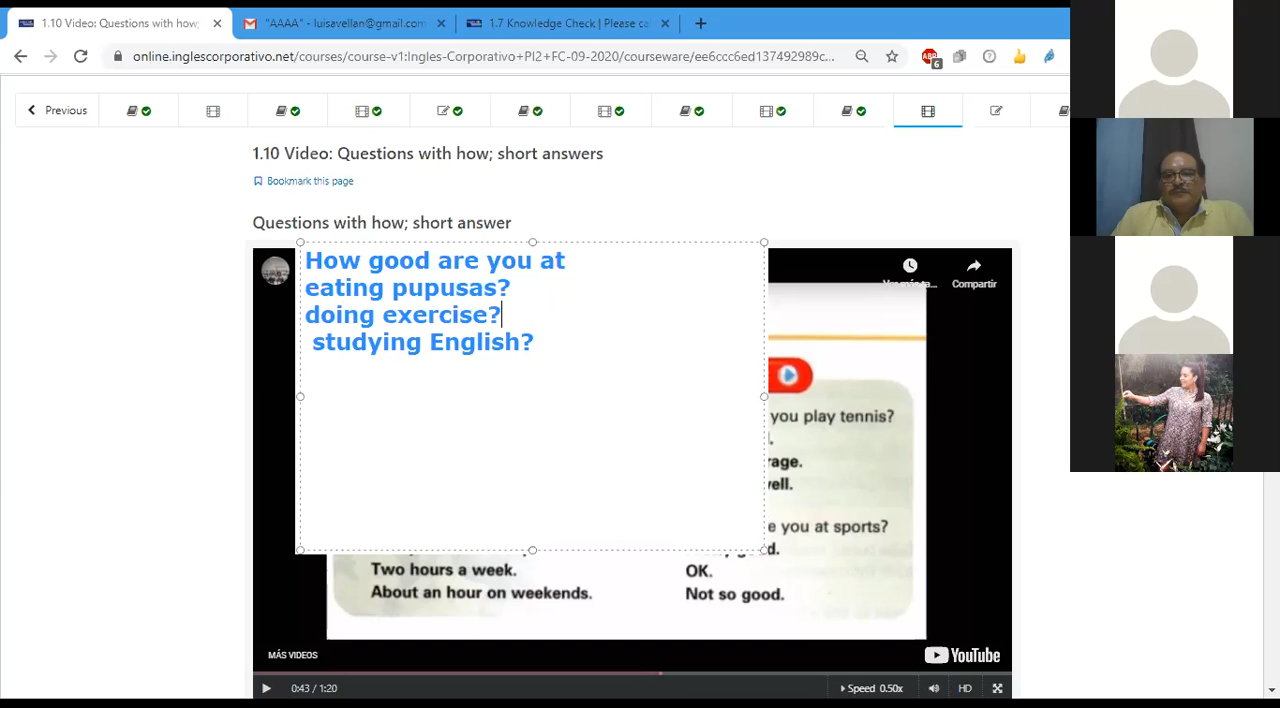 1.10 Video: Questions with how;
"AAAA" - luisavellan@gmail.com
1.7 Knowledge Check | Please ca
online.inglescorporativo.net/courses/course-v1:Ingles-Corporativo+PI2+FC-09-2020/courseware/ee6ccc6ed137492989c...
6
Previous
1.10 Video: Questions with how; short answers
Bookmark this page
Questions with how; short answer
How good are you at
eating pupusas?
doing exercise?
studying English?
Compartir
you play tennis?
rage.
ell.
e you at sports?
d.
Two hours a week.
OK.
About an hour on weekends.
Not so good.
MÁS VIDEOS
YouTube
0:43 / 1:20
Speed 0.50x
HD